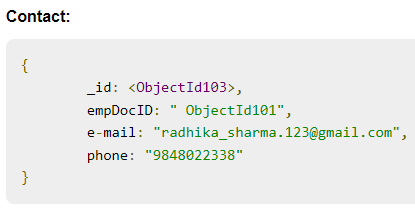 Contact:
{
_id: <ObjectId103>,
empDocID: " ObjectId101",
e-mail: "radhika_sharma.123@gmail.com",
phone: "9848022338"
}